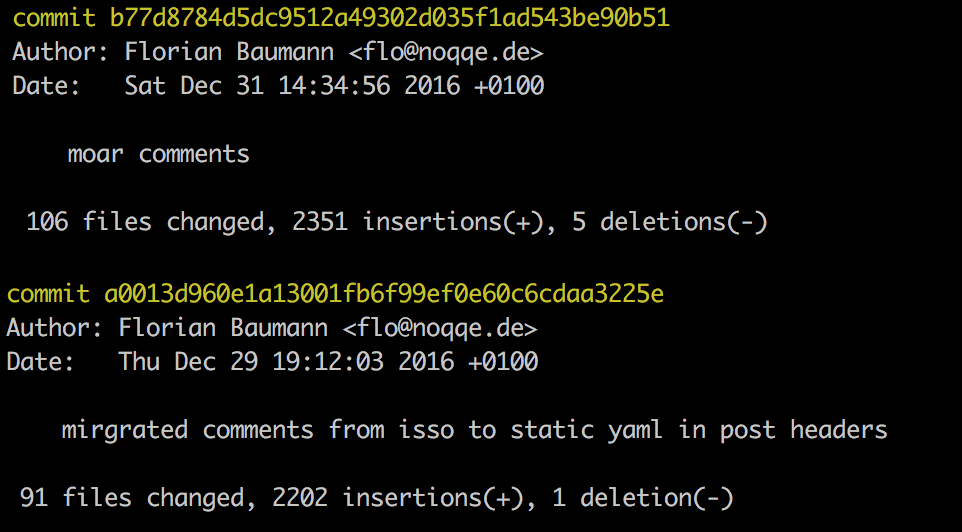 commit b77d8784d5dc9512a49302d035f1ad543be90b51
Author: Florian Baumann <flo@noqqe.de>
Date:   Sat Dec 31 14:34:56 2016 +0100
moar comments
106 files changed, 2351 insertions(+), 5 deletions(-)
commit a0013d960e1a13001fb6f99ef0e60c6cdaa3225e
Author: Florian Baumann <flo@noqqe.de>
Date:   Thu Dec 29 19:12:03 2016 +0100
mirgrated comments from isso to static yaml in post headers
91 files changed, 2202 insertions(+), 1 deletion(-)